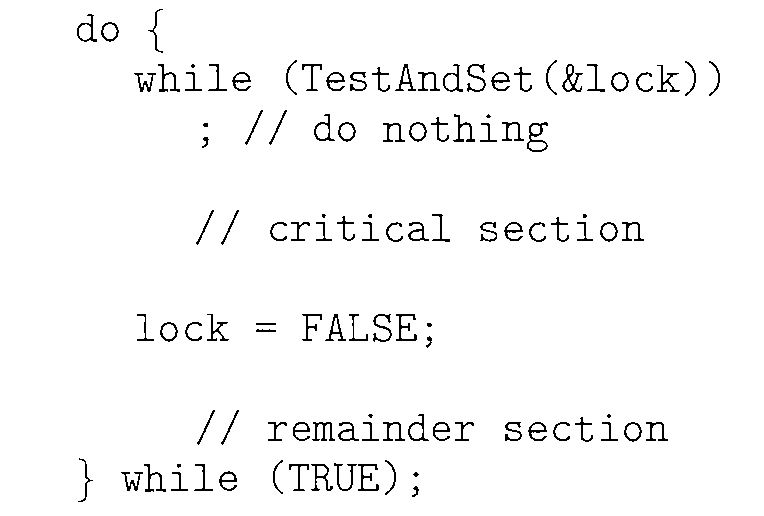 do {
while (TestAndSet(&lock))
; // do nothing
// critical section
lock = FALSE;
// remainder section
} while (TRUE);